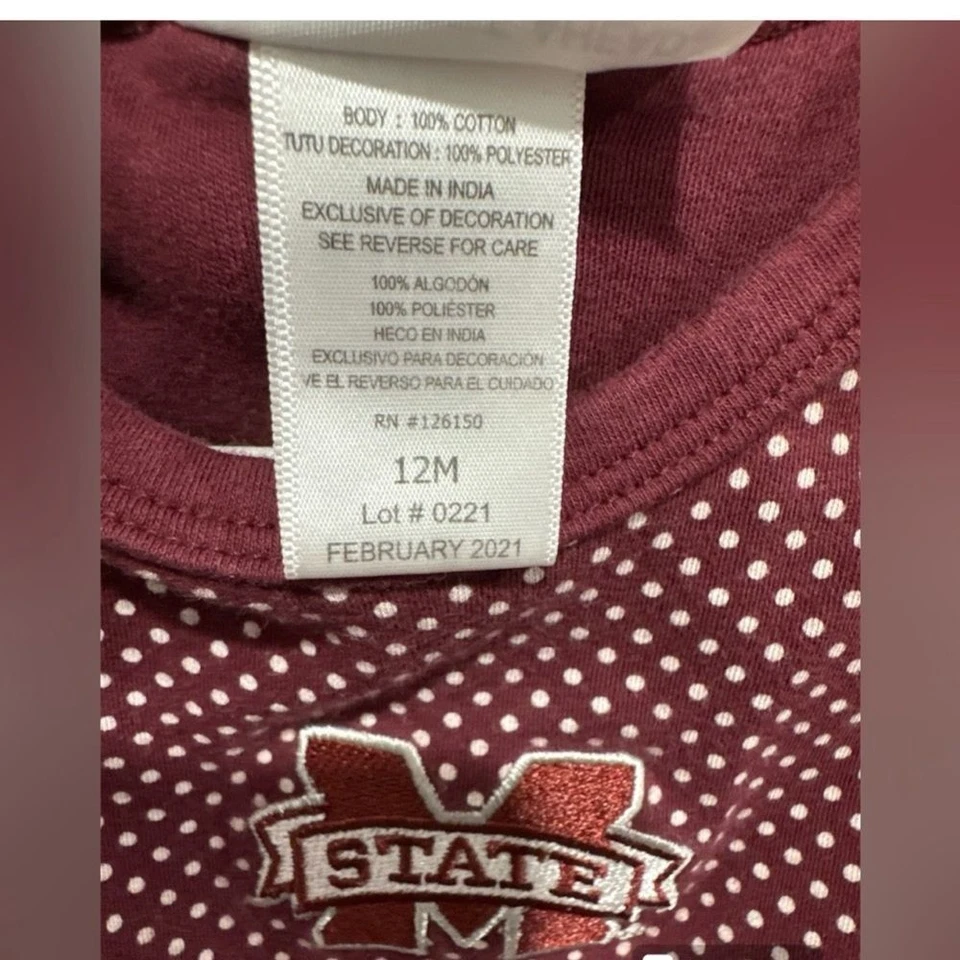 BODY : 100% COTTON
TUTU DECORATION : 100% POLYESTER
MADE IN INDIA
EXCLUSIVE OF DECORATION
SEE REVERSE FOR CARE
100% ALGODÓN
100% POLIÉSTER
HECO EN INDIA
EXCLUSIVO PARA DECORACIÓN
VE EL REVERSO PARA EL CUIDADO
RN #126150
12M
Lot # 0221
FEBRUARY 2021
M
STATE